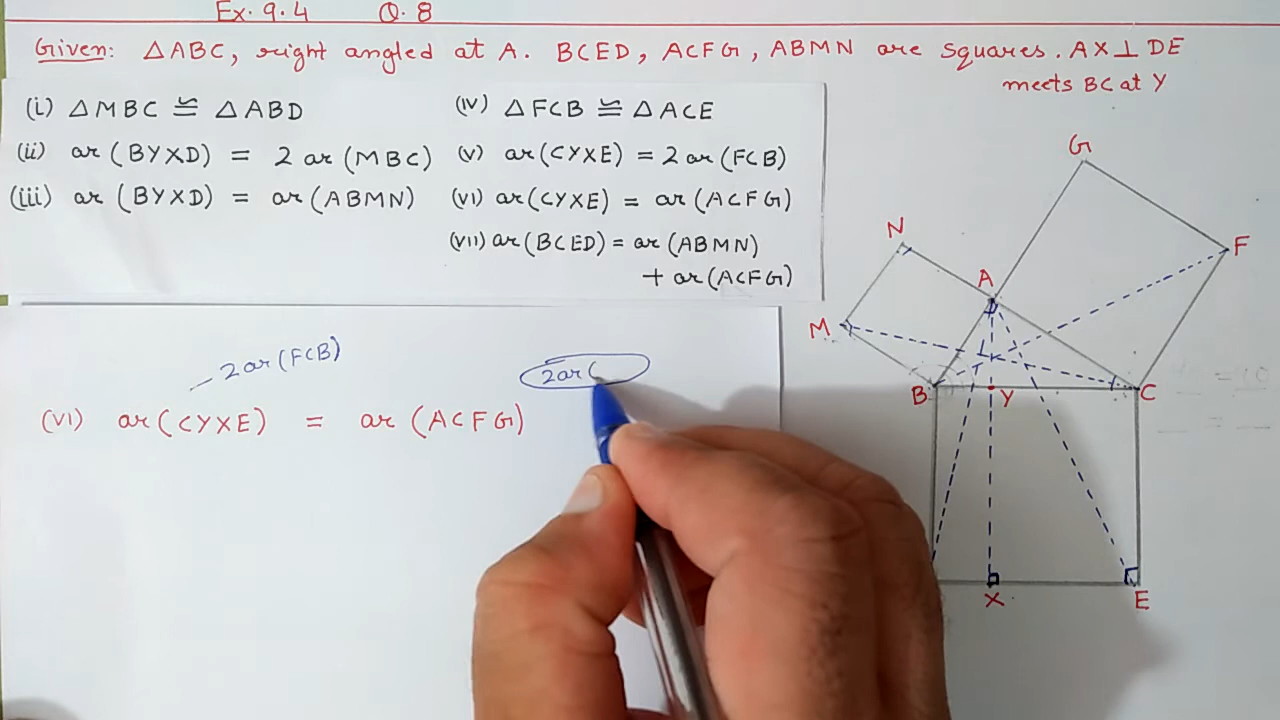 Ex. 9.4 Q. 8
Given: △ABC, right angled at A. BCED, ACFG, ABMN are squares. AX⊥DE
meets BC at Y
(i) △MBC ≅ △ABD
(ii) ar(BYXD) = 2 ar(MBC)
(iii) ar(BYXD) = ar(ABMN)
(iv) △FCB ≅ △ACE
(v) ar(CYXE) = 2 ar(FCB)
(vi) ar(CYXE) = ar(ACFG)
(vii) ar(BCED) = ar(ABMN)
+ ar(ACFG)
2 ar(FCB)
2ar(
(vi) ar(CYXE) = ar(ACFG)
G
N
F
A
M
B
Y
C
X
E